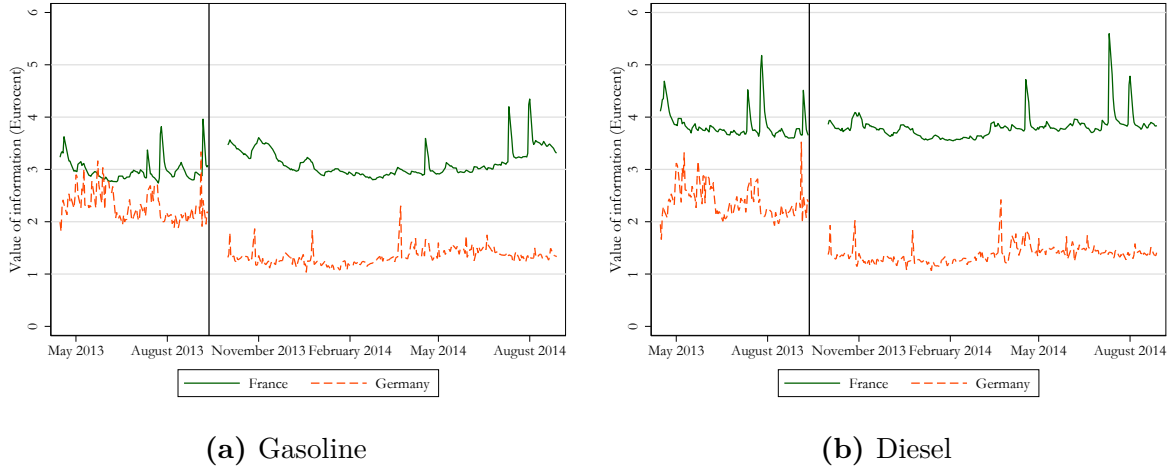 Value of information (Eurocent)
6
5
4
3
2
1
0
May 2013 August 2013 November 2013 February 2014 May 2014 August 2014
France Germany
(a) Gasoline
Value of information (Eurocent)
6
5
4
3
2
1
0
May 2013 August 2013 November 2013 February 2014 May 2014 August 2014
France Germany
(b) Diesel